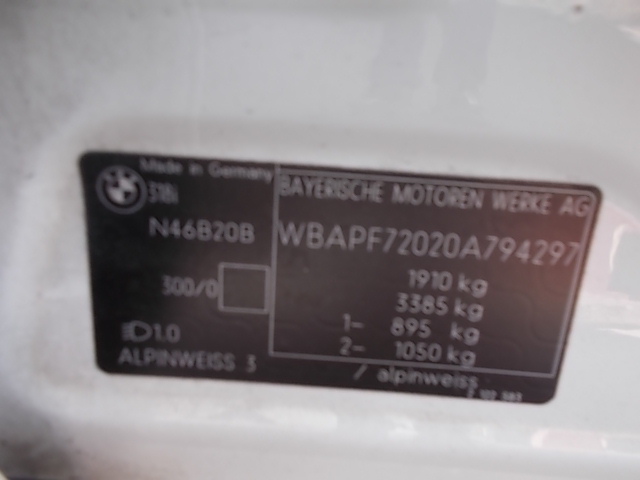 Made in Germany
BMW 318i
BAYERISCHE MOTOREN WERKE AG
N46B20B
WBAPF72020A794297
1910 kg
300/0
3385 kg
1- 895 kg
1.0
2- 1050 kg
ALPINWEISS 3
/ alpinweiss